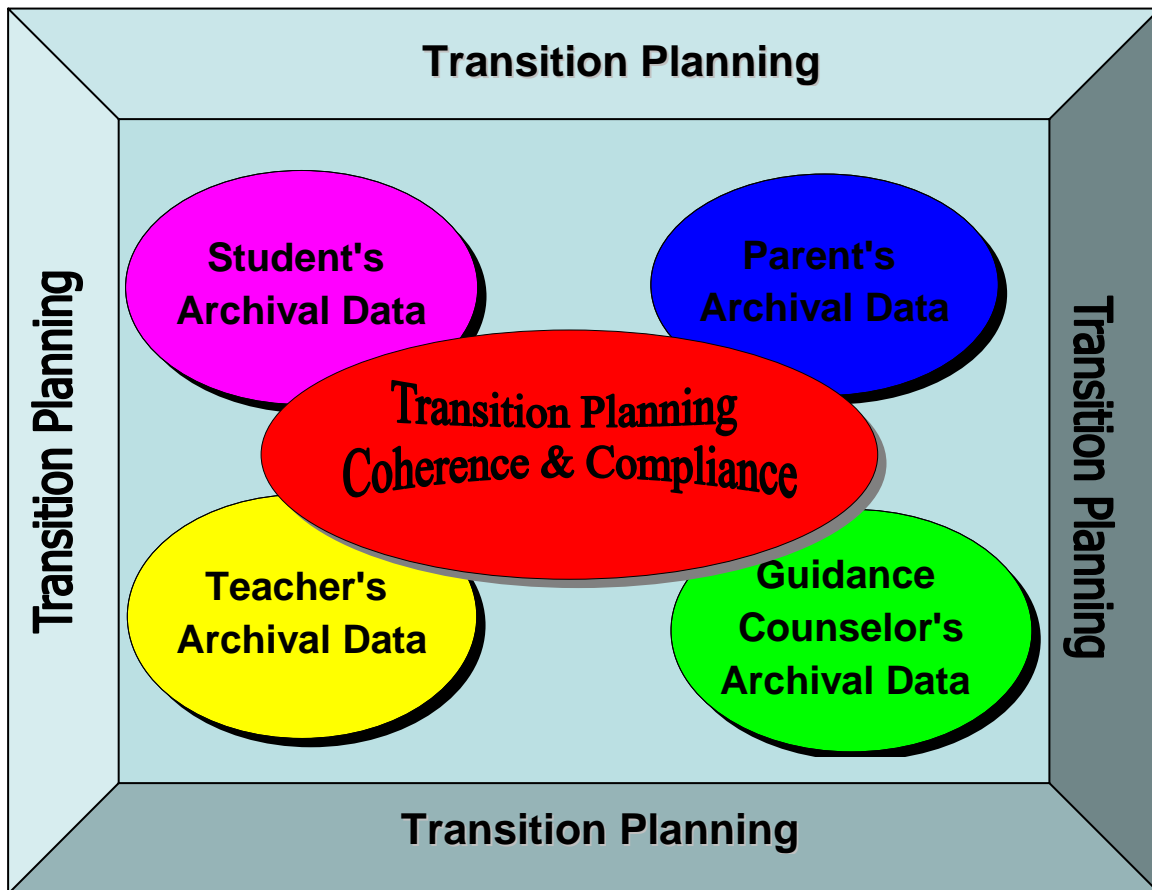 Transition Planning
Transition Planning
Student's
Archival Data
Parent's
Archival Data
Transition Planning
Coherence & Compliance
Teacher's
Archival Data
Guidance
Counselor's
Archival Data
Transition Planning
Transition Planning